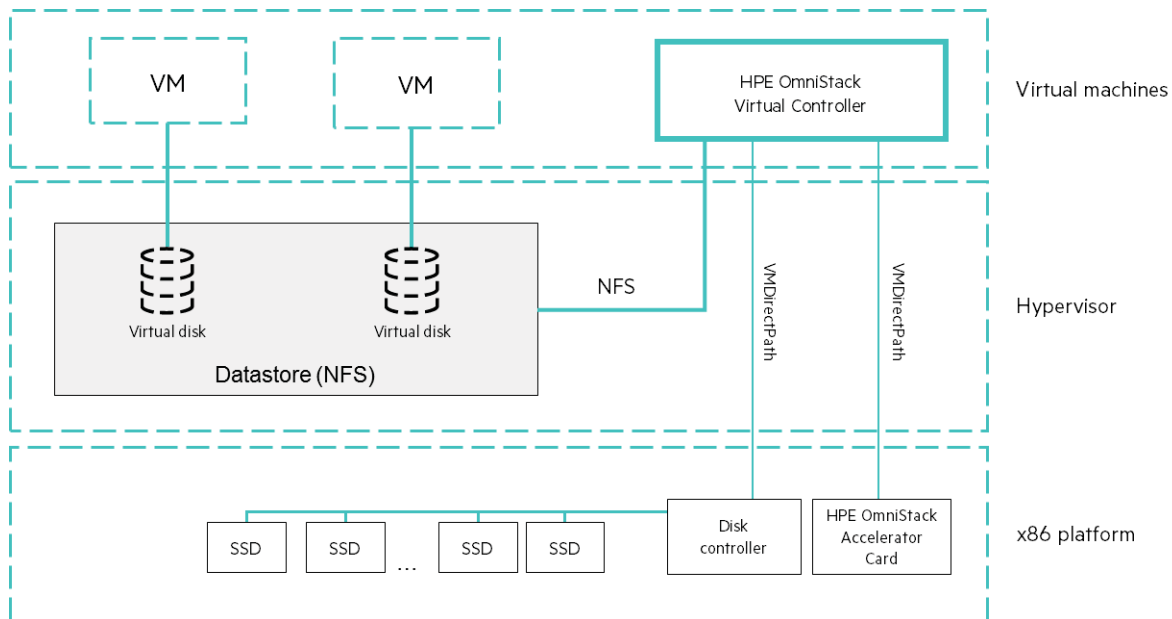 VM
VM
HPE OmniStack
Virtual Controller
Virtual machines
Virtual disk
Virtual disk
Datastore (NFS)
NFS
VMDirectPath
VMDirectPath
Hypervisor
SSD
SSD
...
SSD
SSD
Disk
controller
HPE OmniStack
Accelerator
Card
x86 platform